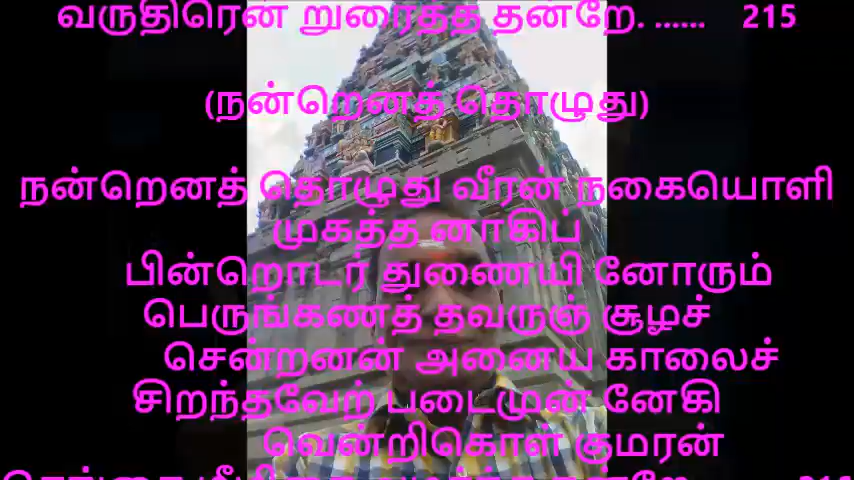 வருதிரென் றுரைத்த தன்றே. ...... 215
(நன்றெனத் தொழுது)
நன்றெனத் தொழுது வீரன் நகையொளி
முகத்த னாகிப்
பின்றொடர் துணையி னோரும்
பெருங்கணத் தவருஞ் சூழச்
சென்றனன் அனைய காலைச்
சிறந்தவேற் படைமுன் னேகி
வென்றிகொள் குமரன்